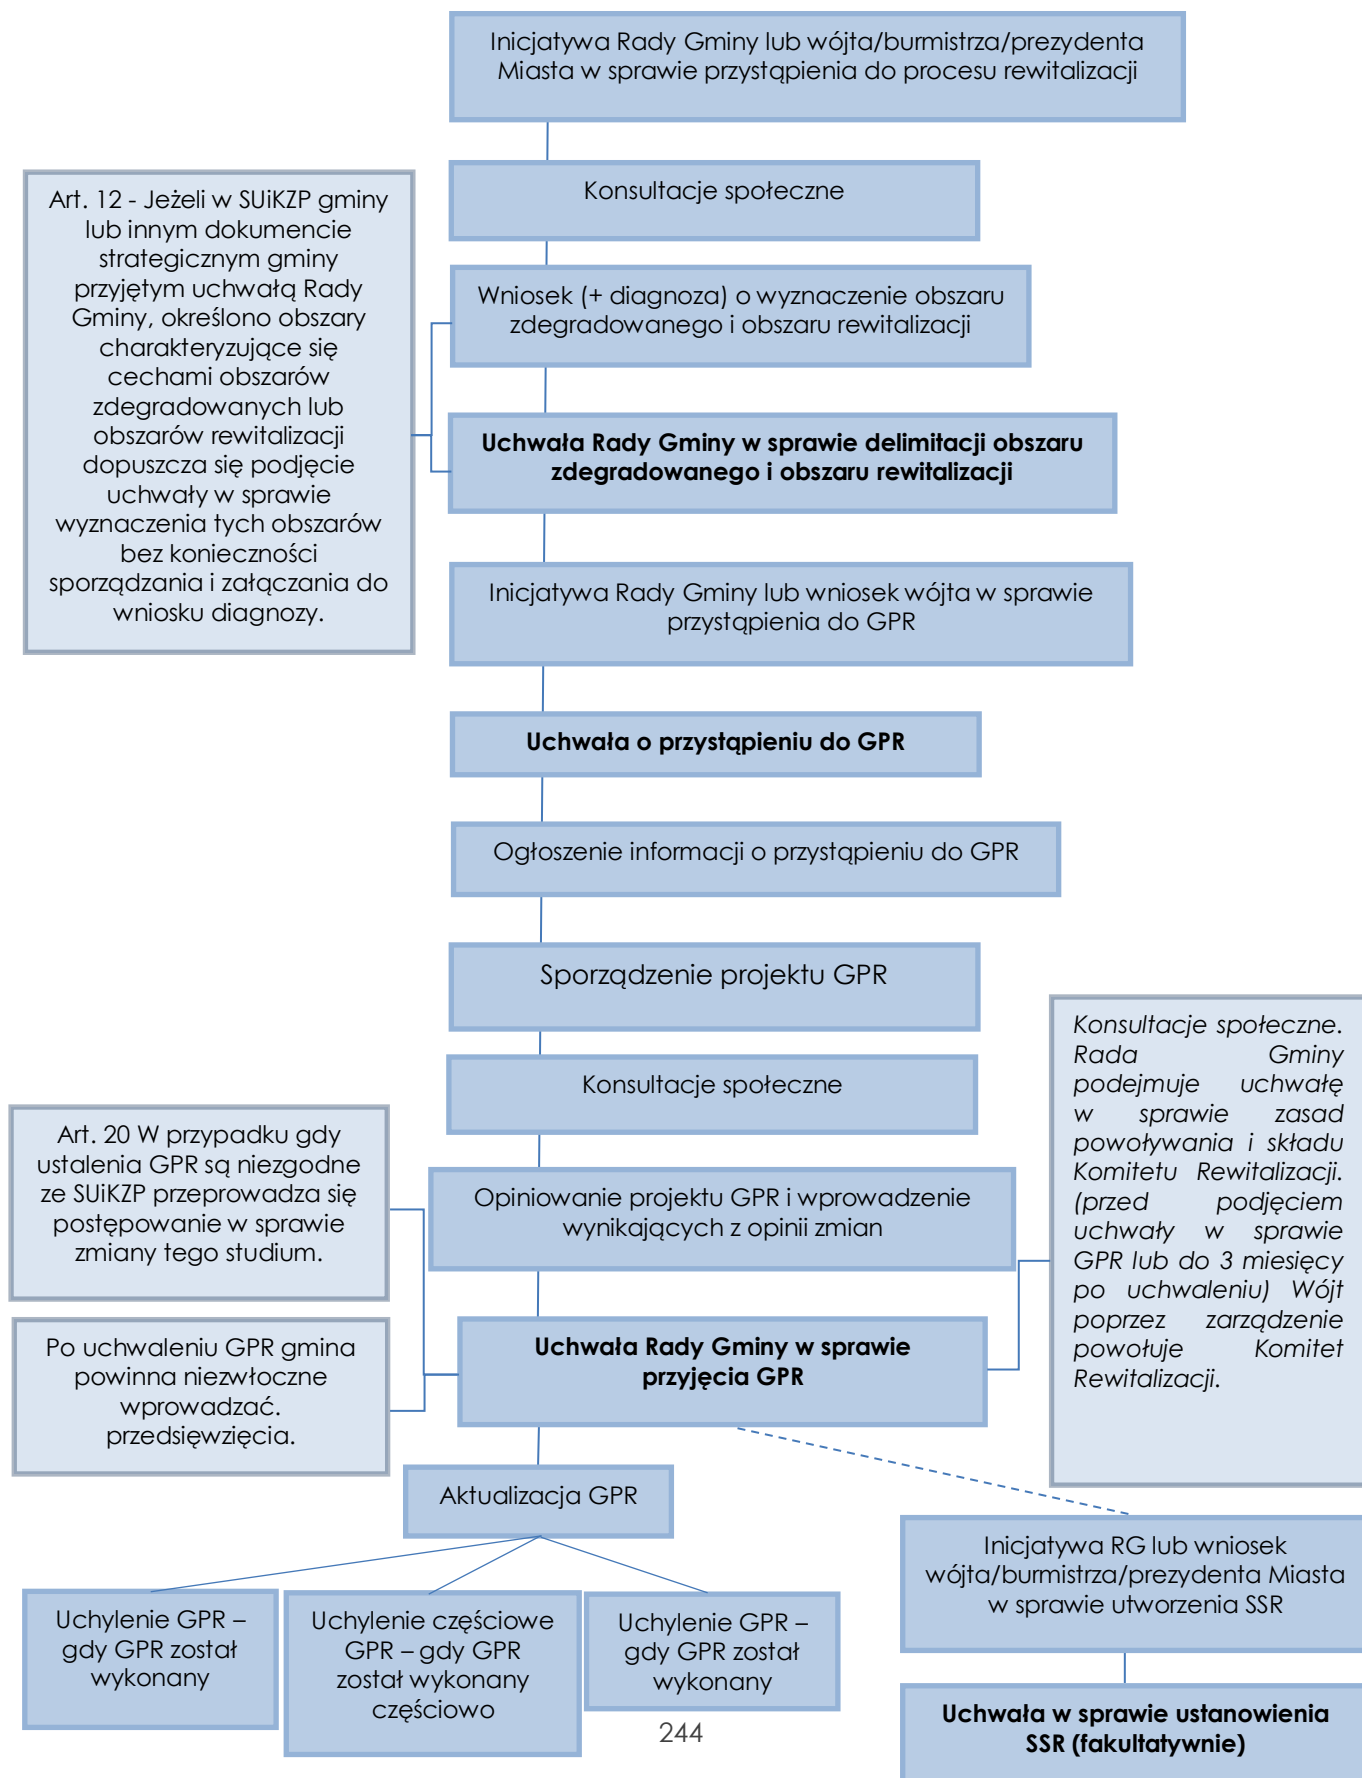 Inicjatywa Rady Gminy lub wójta/burmistrza/prezydenta
Miasta w sprawie przystąpienia do procesu rewitalizacji
Konsultacje społeczne
Art. 12 - Jeżeli w SUiKZP gminy
lub innym dokumencie
strategicznym gminy
przyjętym uchwałą Rady
Gminy, określono obszary
charakteryzujące się
cechami obszarów
zdegradowanych lub
obszarów rewitalizacji
dopuszcza się podjęcie
uchwały w sprawie
wyznaczenia tych obszarów
bez konieczności
sporządzania i załączania do
wniosku diagnozy.
Wniosek (+ diagnoza) o wyznaczenie obszaru
zdegradowanego i obszaru rewitalizacji
Uchwała Rady Gminy w sprawie delimitacji obszaru
zdegradowanego i obszaru rewitalizacji
Inicjatywa Rady Gminy lub wniosek wójta w sprawie
przystąpienia do GPR
Uchwała o przystąpieniu do GPR
Ogłoszenie informacji o przystąpieniu do GPR
Sporządzenie projektu GPR
Konsultacje społeczne
Konsultacje społeczne.
Rada Gminy
podejmuje uchwałę
w sprawie zasad
powoływania i składu
Komitetu Rewitalizacji.
(przed podjęciem
uchwały w sprawie
GPR lub do 3 miesięcy
po uchwaleniu) Wójt
poprzez zarządzenie
powołuje Komitet
Rewitalizacji.
Art. 20 W przypadku gdy
ustalenia GPR są niezgodne
ze SUiKZP przeprowadza się
postępowanie w sprawie
zmiany tego studium.
Opiniowanie projektu GPR i wprowadzenie
wynikających z opinii zmian
Uchwała Rady Gminy w sprawie
przyjęcia GPR
Po uchwaleniu GPR gmina
powinna niezwłoczne
wprowadzać.
przedsięwzięcia.
Aktualizacja GPR
Inicjatywa RG lub wniosek
wójta/burmistrza/prezydenta Miasta
w sprawie utworzenia SSR
Uchylenie GPR –
gdy GPR został
wykonany
Uchylenie częściowe
GPR – gdy GPR
został wykonany
częściowo
Uchylenie GPR –
gdy GPR został
wykonany
Uchwała w sprawie ustanowienia
SSR (fakultatywnie)
244